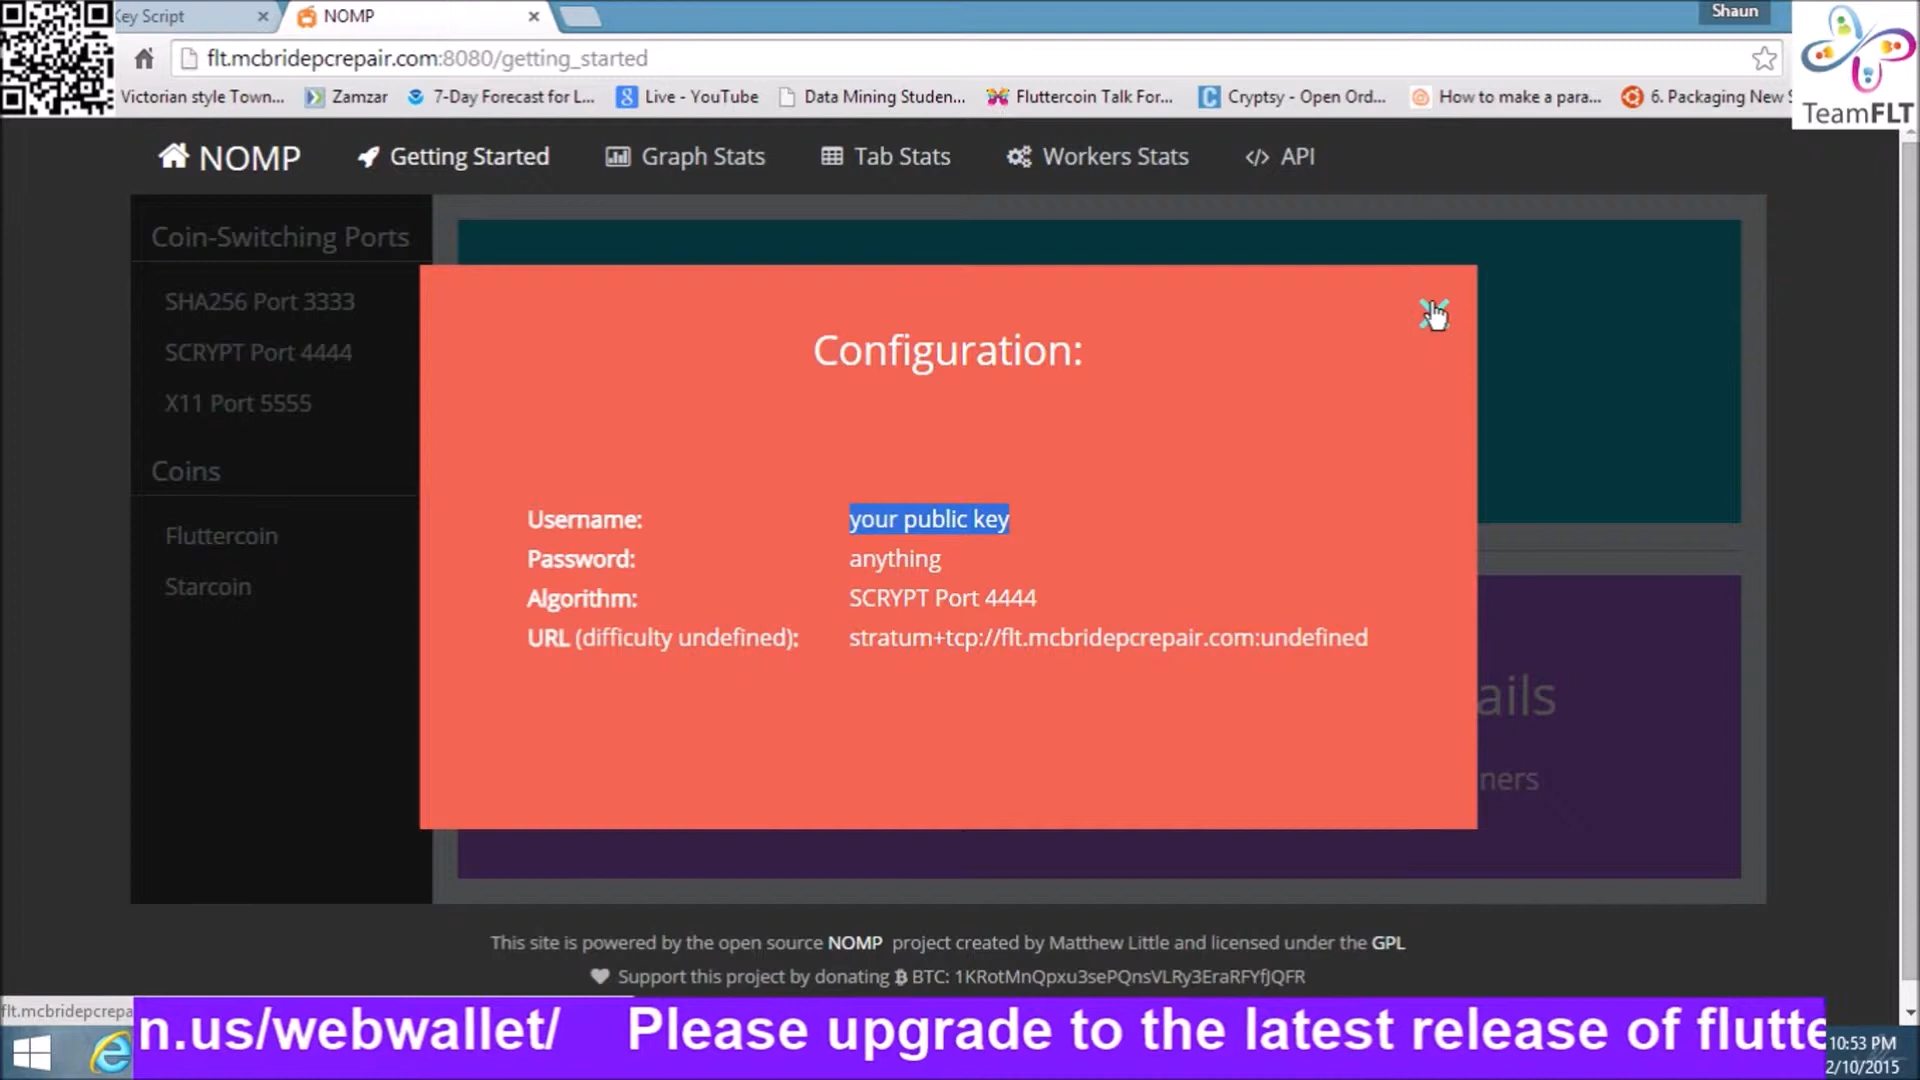 Key Script
NOMP
Shaun
flt.mcbridepcrepair.com:8080/getting_started
Victorian style Town...
Zamzar
7-Day Forecast for L...
Live - YouTube
Data Mining Studen...
Fluttercoin Talk For...
Cryptsy - Open Ord...
How to make a para...
6. Packaging New S
TeamFLT
NOMP
Getting Started
Graph Stats
Tab Stats
Workers Stats
API
Coin-Switching Ports
SHA256 Port 3333
SCRYPT Port 4444
X11 Port 5555
Coins
Fluttercoin
Starcoin
Configuration:
Username: your public key
Password: anything
Algorithm: SCRYPT Port 4444
URL (difficulty undefined): stratum+tcp://flt.mcbridepcrepair.com:undefined
ails
ners
This site is powered by the open source NOMP project created by Matthew Little and licensed under the GPL
Support this project by donating BTC: 1KRotMnQpxu3sePQnsVLRy3EraRFYfJQFR
flt.mcbridepcrepa
n.us/webwallet/ Please upgrade to the latest release of flutte
10:53 PM
2/10/2015